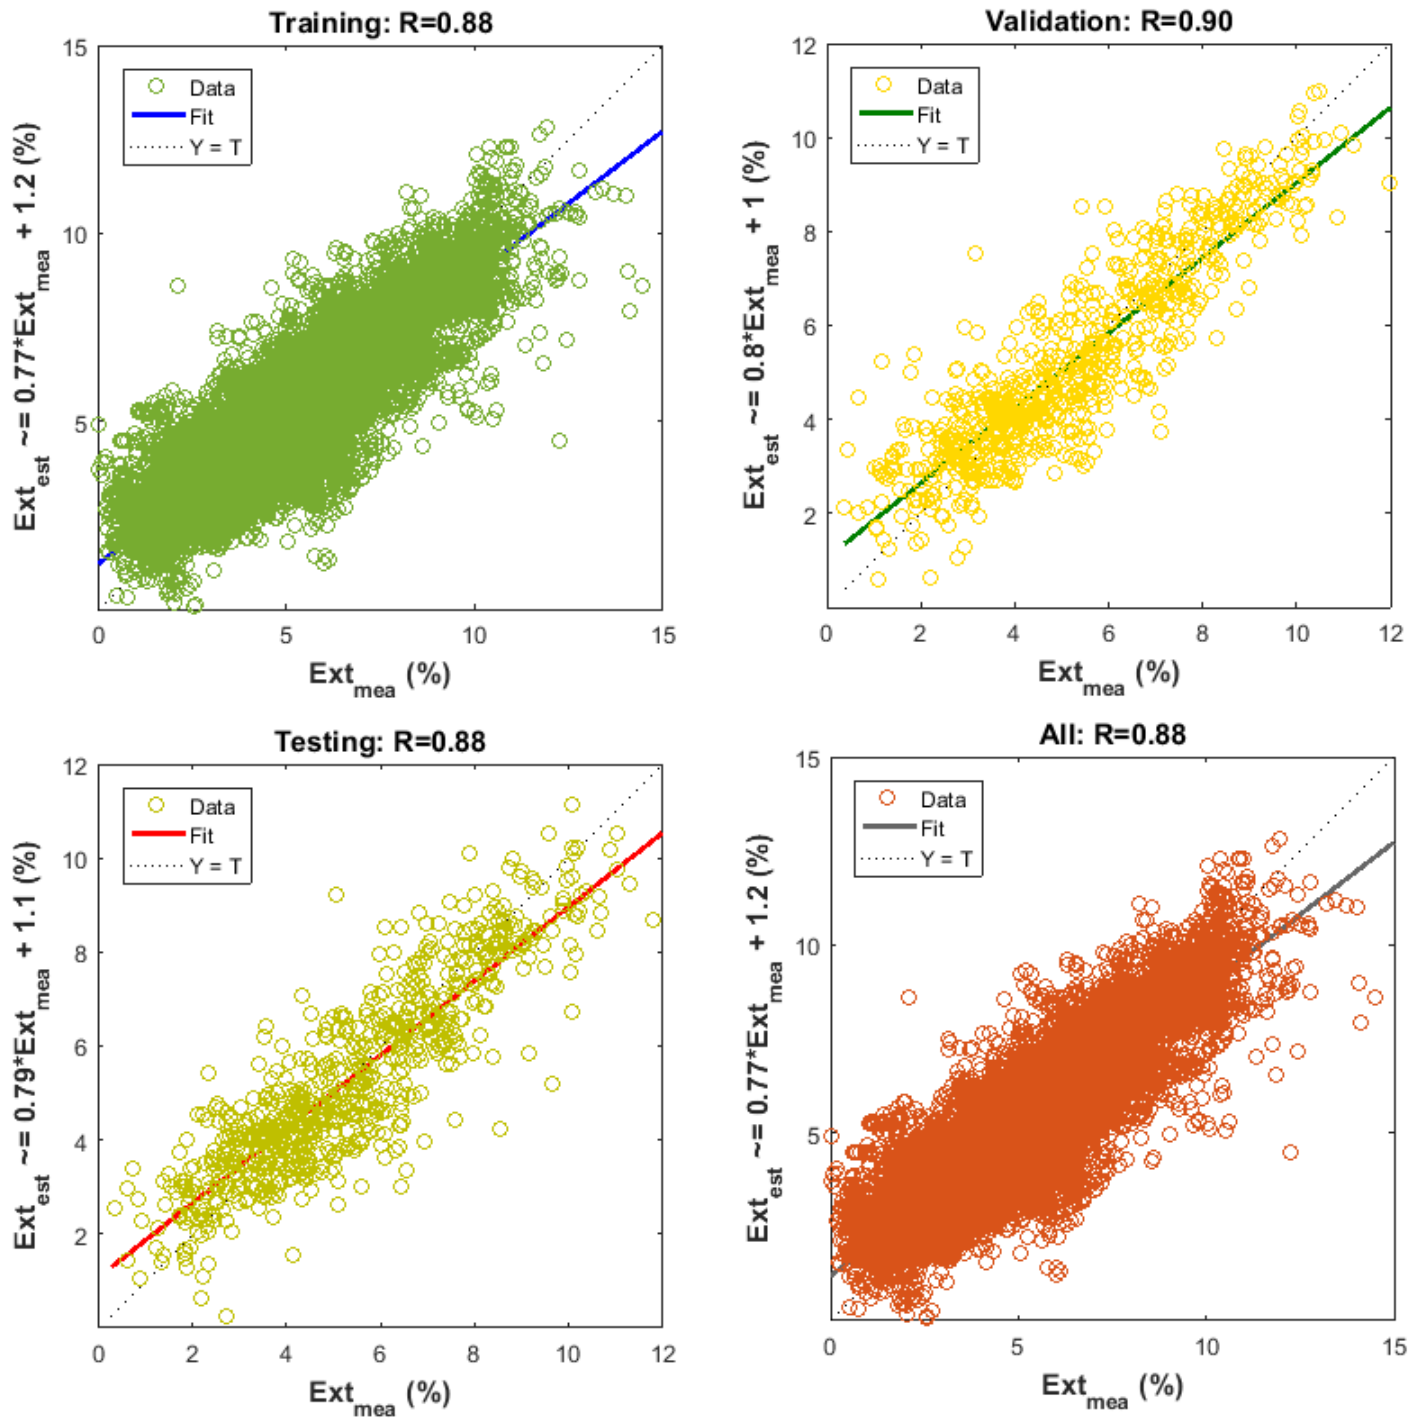 Training: R=0.88
15
10
5
Data
Fit
Y = T
Ext_est ~= 0.77*Ext_mea + 1.2 (%)
0 5 10 15
Ext_mea (%)
Validation: R=0.90
12
10
8
6
4
2
Data
Fit
Y = T
Ext_est ~= 0.8*Ext_mea + 1 (%)
0 2 4 6 8 10 12
Ext_mea (%)
Testing: R=0.88
12
10
8
6
4
2
Data
Fit
Y = T
Ext_est ~= 0.79*Ext_mea + 1.1 (%)
0 2 4 6 8 10 12
Ext_mea (%)
All: R=0.88
15
10
5
Data
Fit
Y = T
Ext_est ~= 0.77*Ext_mea + 1.2 (%)
0 5 10 15
Ext_mea (%)